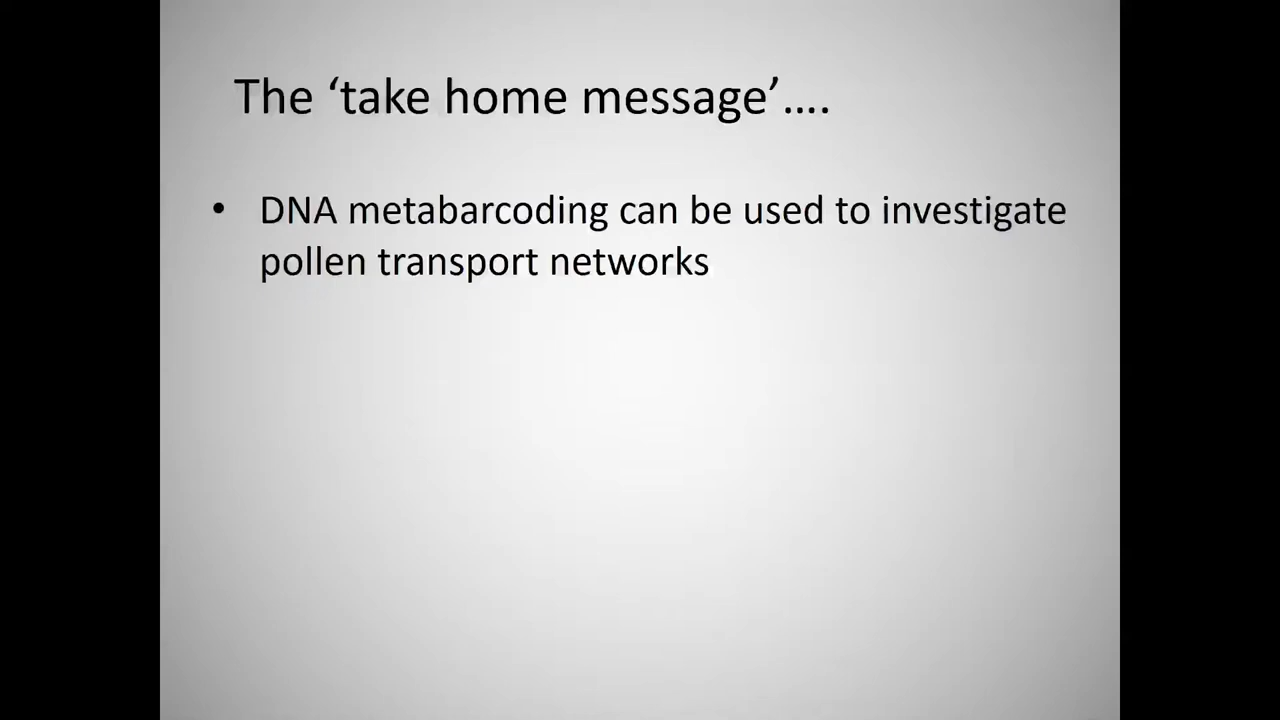 The ‘take home message’....
• DNA metabarcoding can be used to investigate
pollen transport networks